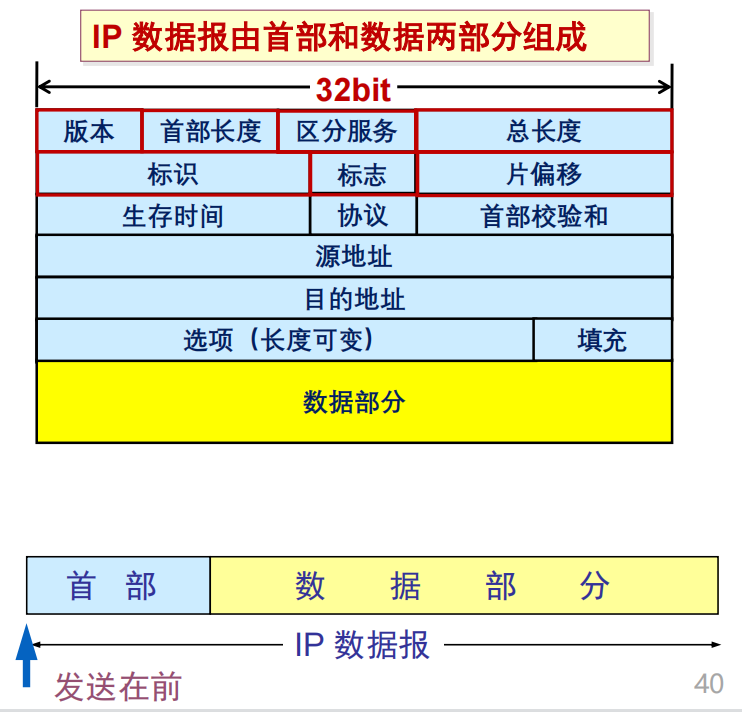 IP 数据报由首部和数据两部分组成
32bit
版本 首部长度 区分服务 总长度
标识 标志 片偏移
生存时间 协议 首部校验和
源地址
目的地址
选项（长度可变） 填充
数据部分
首 部 数 据 部 分
IP 数据报
发送在前
40